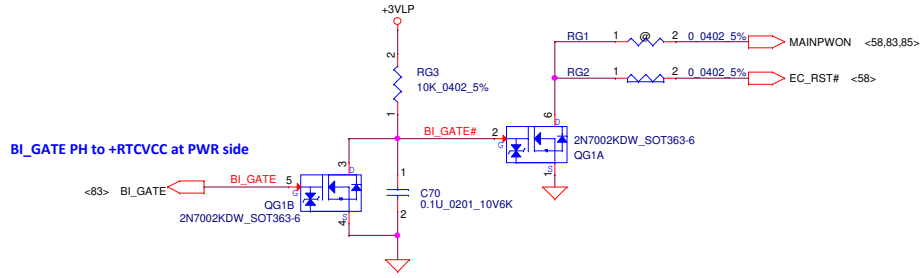 +3VLP
RG1 1 @ 2 0_0402_5%
MAINPWON <58,83,85>
2
RG3
10K_0402_5%
1
RG2 1 2 0_0402_5%
EC_RST# <58>
6
D
BI_GATE# 2
G
2N7002KDW_SOT363-6
QG1A
S
1
BI_GATE PH to +RTCVCC at PWR side
3
D
<83> BI_GATE
BI_GATE 5
G
QG1B
2N7002KDW_SOT363-6
S
4
1
C70
0.1U_0201_10V6K
2